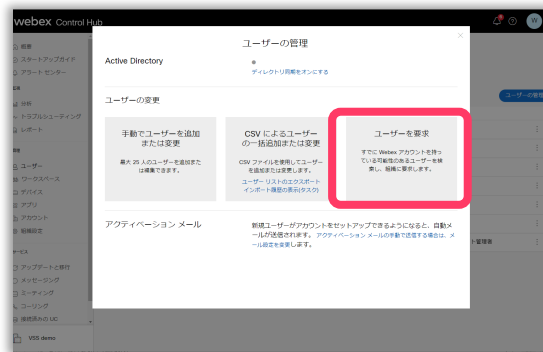 webex Control Hub
W
概要
スタートアップガイド
アラート センター
分析
トラブルシューティング
レポート
ユーザー
ワークスペース
デバイス
アプリ
アカウント
組織設定
アップデートと移行
メッセージング
ミーティング
コーリング
接続済みの UC
VSS demo
ユーザーの管理
Active Directory
ディレクトリ同期をオンにする
ユーザーの変更
手動でユーザーを追加
または変更
最大 25 人のユーザーを追加また
は編集できます。
CSV によるユーザー
の一括追加または変更
CSV ファイルを使用してユーザー
を追加または変更します。
ユーザー リストのエクスポート
インポート履歴の表示(タスク)
ユーザーを要求
すでに Webex アカウントを持っ
ている可能性のあるユーザーを検
索し、組織に要求します。
アクティベーション メール
新規ユーザーがアカウントをセットアップできるようになると、自動メ
ールが送信されます。 アクティベーション メールの手動で送信する場合は、メ
ール設定を変更します。
ユーザーの管理
ト管理者